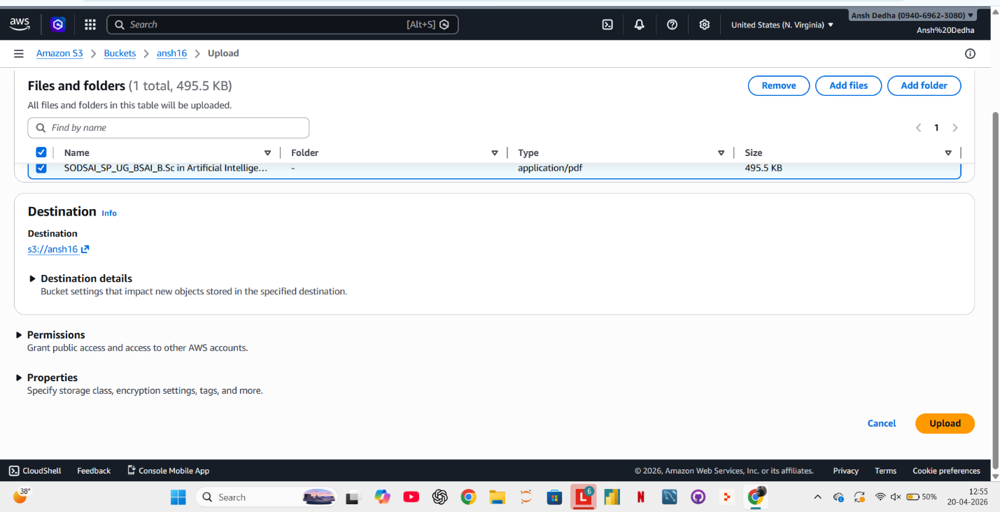 aws
Search [Alt+S]
United States (N. Virginia) ▼
Ansh Dedha (0940-6962-3080) ▼
Ansh%20Dedha
Amazon S3 > Buckets > ansh16 > Upload
Files and folders (1 total, 495.5 KB)
Remove
Add files
Add folder
All files and folders in this table will be uploaded.
Find by name
1
Name Folder Type Size
SODSAI_SP_UG_BSAI_B.Sc in Artificial Intellige... - application/pdf 495.5 KB
Destination Info
Destination
s3://ansh16
Destination details
Bucket settings that impact new objects stored in the specified destination.
Permissions
Grant public access and access to other AWS accounts.
Properties
Specify storage class, encryption settings, tags, and more.
Cancel Upload
CloudShell Feedback Console Mobile App © 2026, Amazon Web Services, Inc. or its affiliates. Privacy Terms Cookie preferences
38°
Search
L 6
N
50%
12:55
20-04-2026